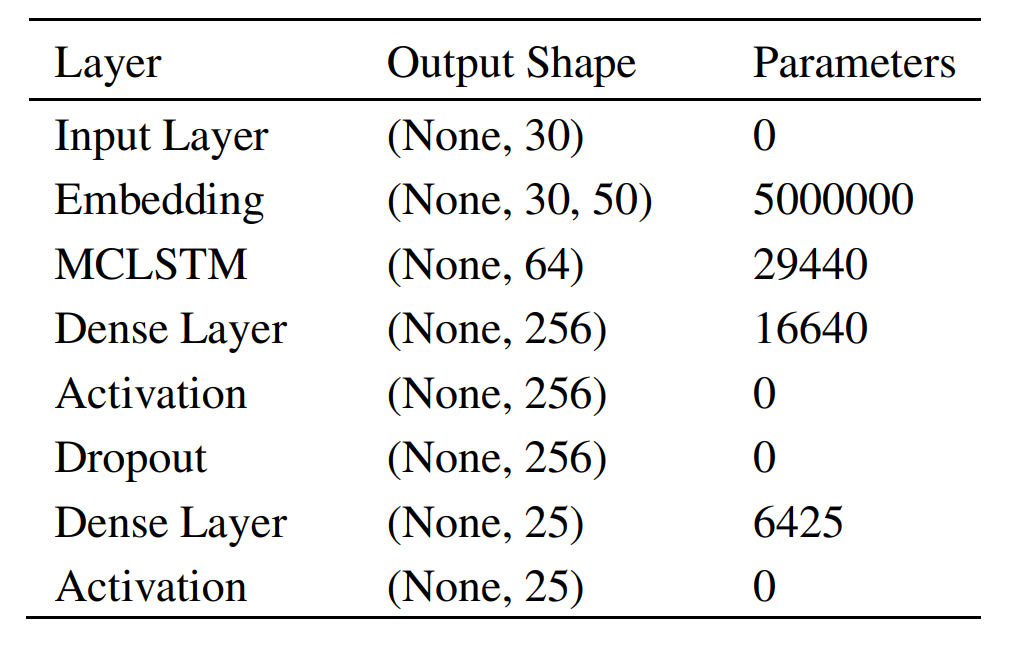 Layer Output Shape Parameters
Input Layer (None, 30) 0
Embedding (None, 30, 50) 5000000
MCLSTM (None, 64) 29440
Dense Layer (None, 256) 16640
Activation (None, 256) 0
Dropout (None, 256) 0
Dense Layer (None, 25) 6425
Activation (None, 25) 0